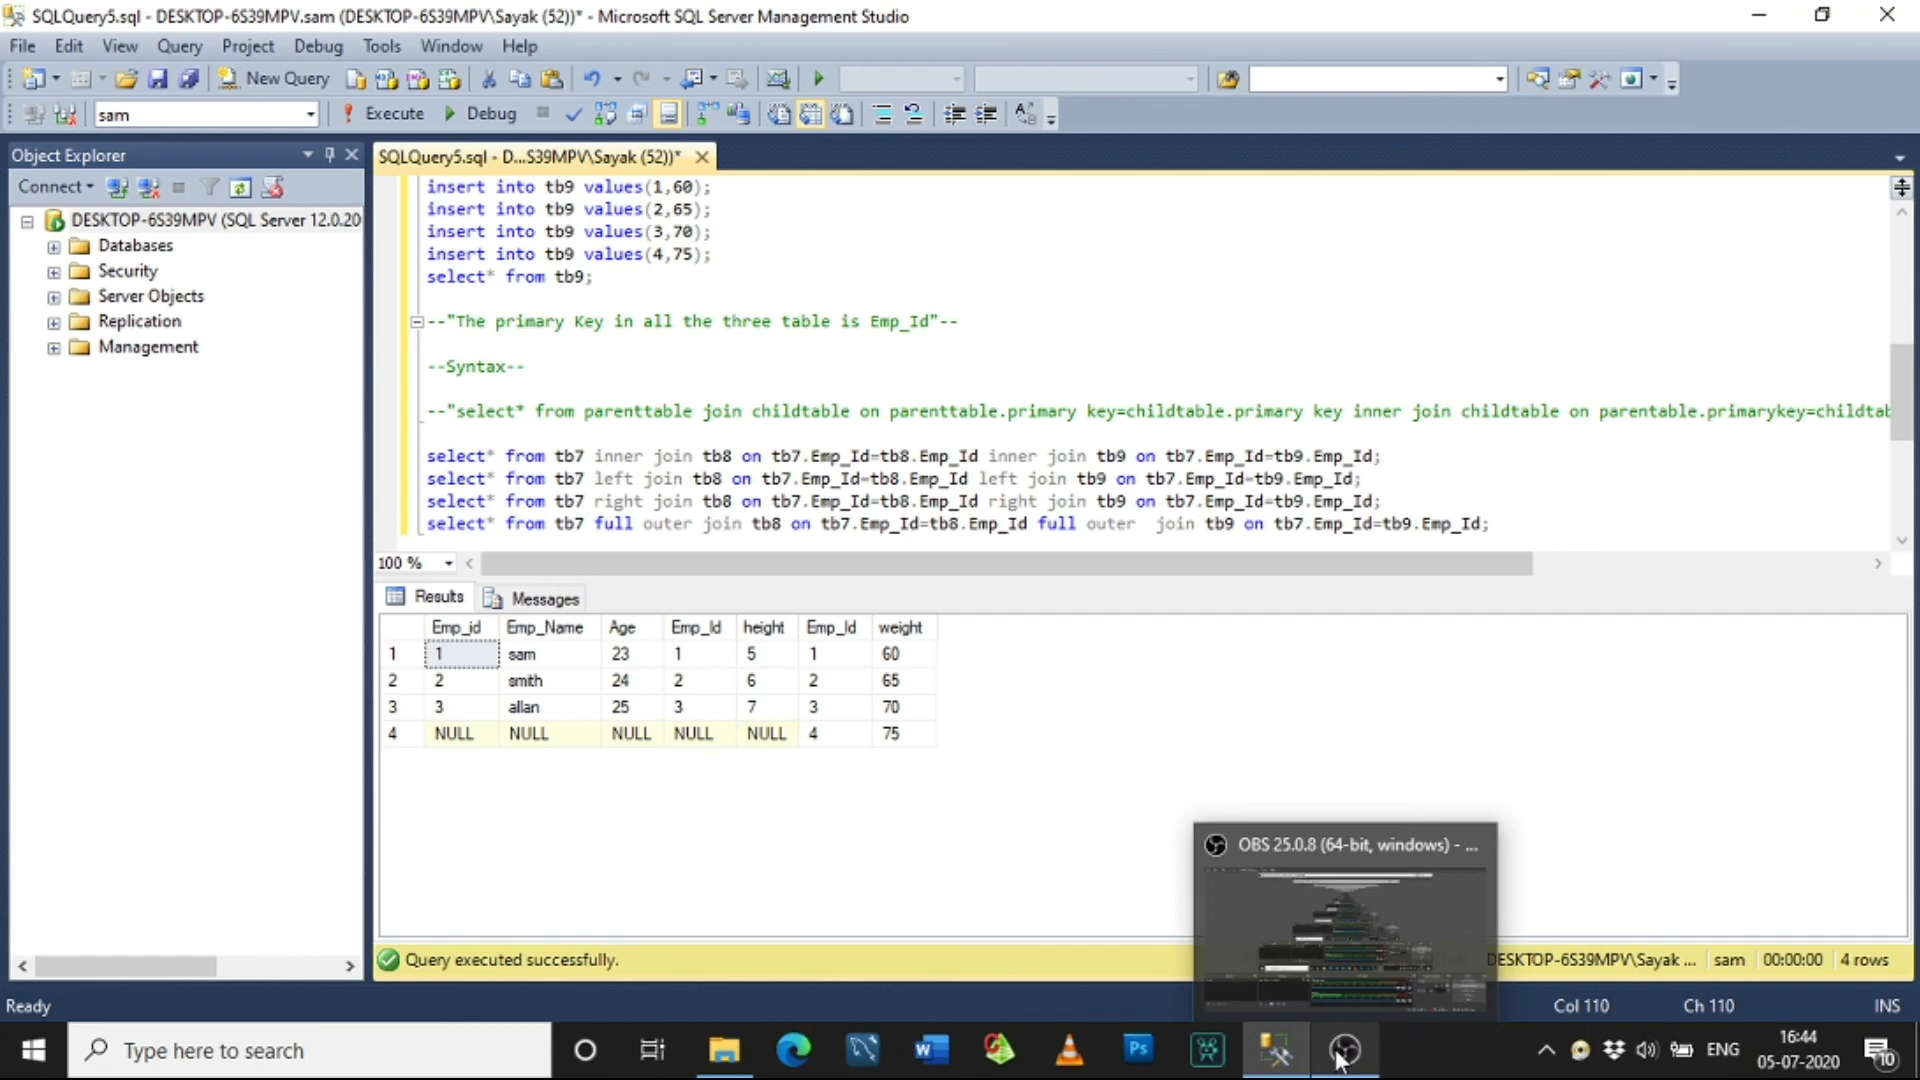 SQLQuery5.sql - DESKTOP-6S39MPV.sam (DESKTOP-6S39MPV\Sayak (52))* - Microsoft SQL Server Management Studio
File Edit View Query Project Debug Tools Window Help
New Query
sam Execute Debug
Object Explorer
SQLQuery5.sql - D...S39MPV\Sayak (52))*
Connect
DESKTOP-6S39MPV (SQL Server 12.0.20
Databases
Security
Server Objects
Replication
Management
insert into tb9 values(1,60);
insert into tb9 values(2,65);
insert into tb9 values(3,70);
insert into tb9 values(4,75);
select* from tb9;
--"The primary Key in all the three table is Emp_Id"--
--Syntax--
--"select* from parenttable join childtable on parenttable.primary key=childtable.primary key inner join childtable on parentable.primarykey=childtab
select* from tb7 inner join tb8 on tb7.Emp_Id=tb8.Emp_Id inner join tb9 on tb7.Emp_Id=tb9.Emp_Id;
select* from tb7 left join tb8 on tb7.Emp_Id=tb8.Emp_Id left join tb9 on tb7.Emp_Id=tb9.Emp_Id;
select* from tb7 right join tb8 on tb7.Emp_Id=tb8.Emp_Id right join tb9 on tb7.Emp_Id=tb9.Emp_Id;
select* from tb7 full outer join tb8 on tb7.Emp_Id=tb8.Emp_Id full outer  join tb9 on tb7.Emp_Id=tb9.Emp_Id;
100 %
Results Messages
Emp_id Emp_Name Age Emp_Id height Emp_Id weight
1 1 sam 23 1 5 1 60
2 2 smith 24 2 6 2 65
3 3 allan 25 3 7 3 70
4 NULL NULL NULL NULL NULL 4 75
OBS 25.0.8 (64-bit, windows) - ...
Query executed successfully.
DESKTOP-6S39MPV\Sayak ... sam 00:00:00 4 rows
Ready Col 110 Ch 110 INS
Type here to search
W Ps ENG
16:44
05-07-2020
10